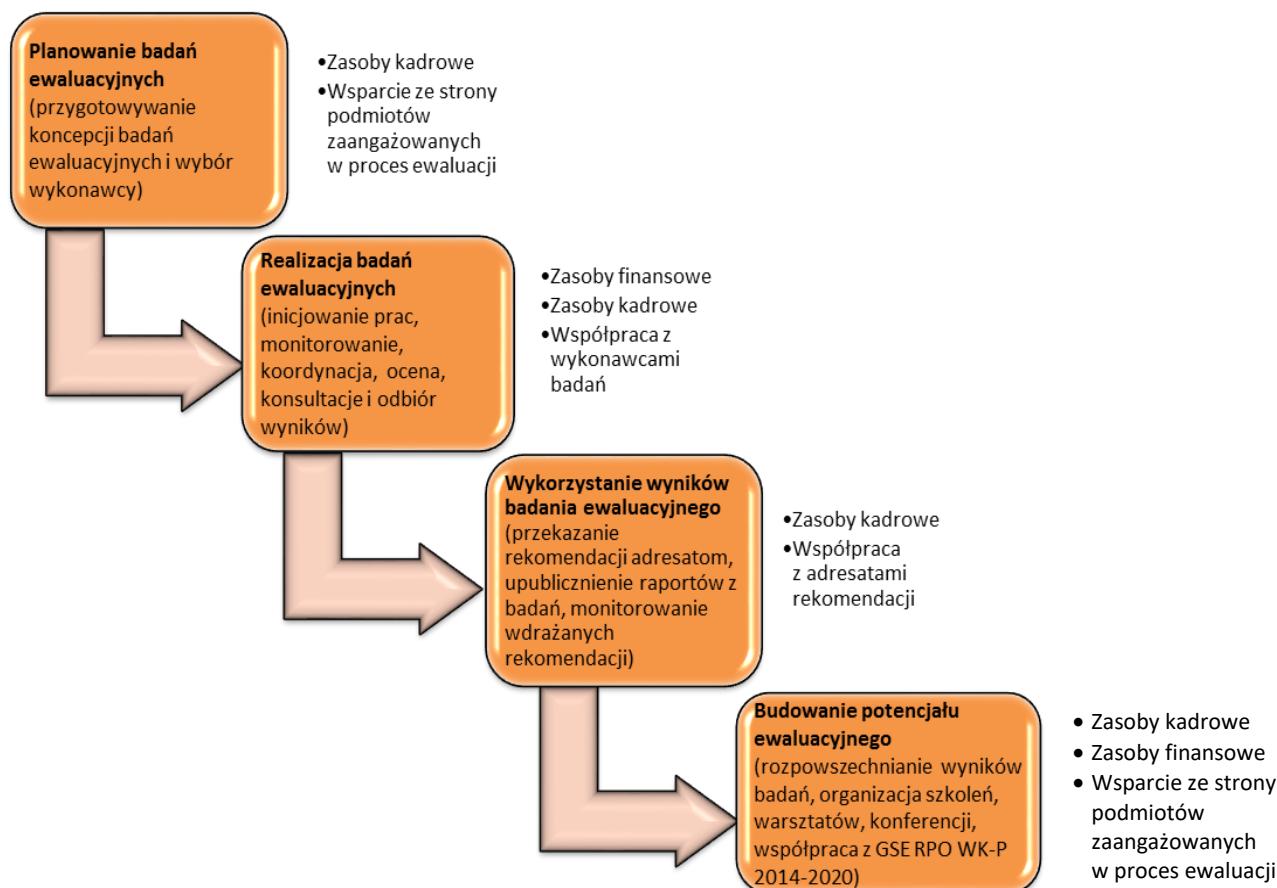 Planowanie badań
ewaluacyjnych
(przygotowywanie
koncepcji badań
ewaluacyjnych i wybór
wykonawcy)
•Zasoby kadrowe
•Wsparcie ze strony
podmiotów
zaangażowanych
w proces ewaluacji
Realizacja badań
ewaluacyjnych
(inicjowanie prac,
monitorowanie,
koordynacja, ocena,
konsultacje i odbiór
wyników)
•Zasoby finansowe
•Zasoby kadrowe
•Współpraca z
wykonawcami
badań
Wykorzystanie wyników
badania ewaluacyjnego
(przekazanie
rekomendacji adresatom,
upublicznienie raportów z
badań, monitorowanie
wdrażanych
rekomendacji)
•Zasoby kadrowe
•Współpraca
z adresatami
rekomendacji
Budowanie potencjału
ewaluacyjnego
(rozpowszechnianie wyników
badań, organizacja szkoleń,
warsztatów, konferencji,
współpraca z GSE RPO WK-P
2014-2020)
• Zasoby kadrowe
• Zasoby finansowe
• Wsparcie ze strony
podmiotów
zaangażowanych
w proces ewaluacji